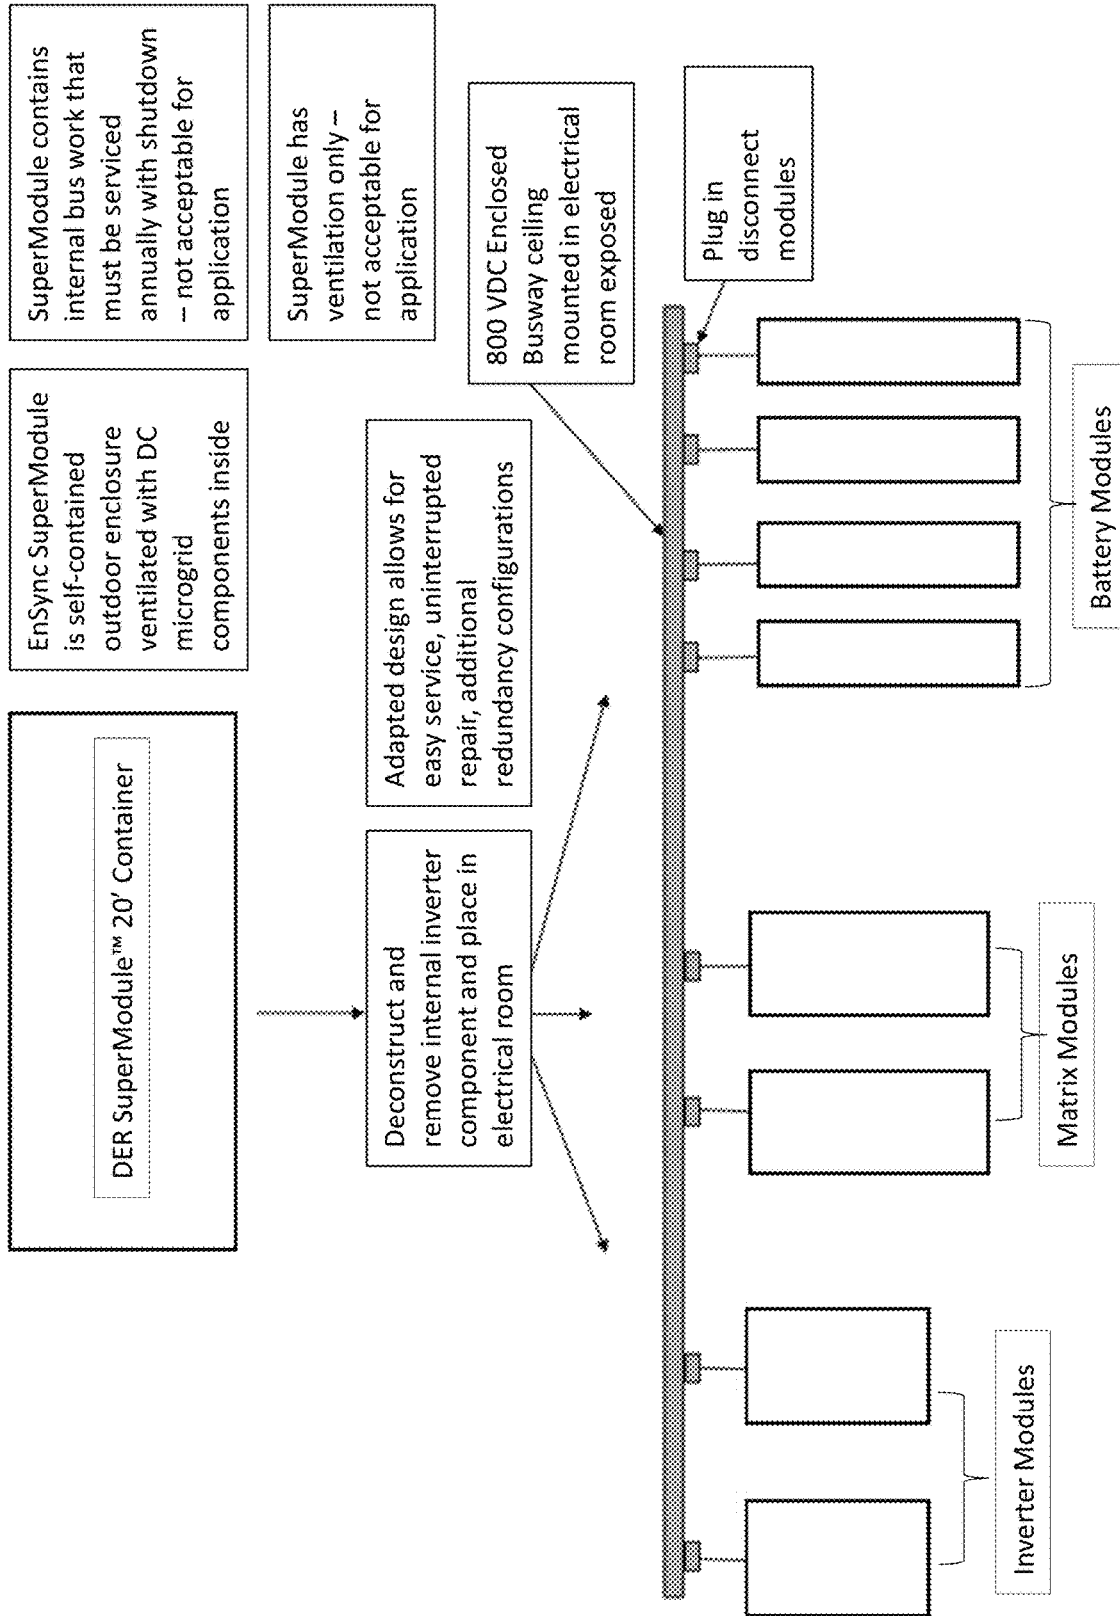 DER SuperModule™ 20' Container
EnSync SuperModule
is self-contained
outdoor enclosure
ventilated with DC
microgrid
components inside
SuperModule contains
internal bus work that
must be serviced
annually with shutdown
– not acceptable for
application
SuperModule has
ventilation only –
not acceptable for
application
Deconstruct and
remove internal inverter
component and place in
electrical room
Adapted design allows for
easy service, uninterrupted
repair, additional
redundancy configurations
800 VDC Enclosed
Busway ceiling
mounted in electrical
room exposed
Plug in
disconnect
modules
Inverter Modules
Matrix Modules
Battery Modules